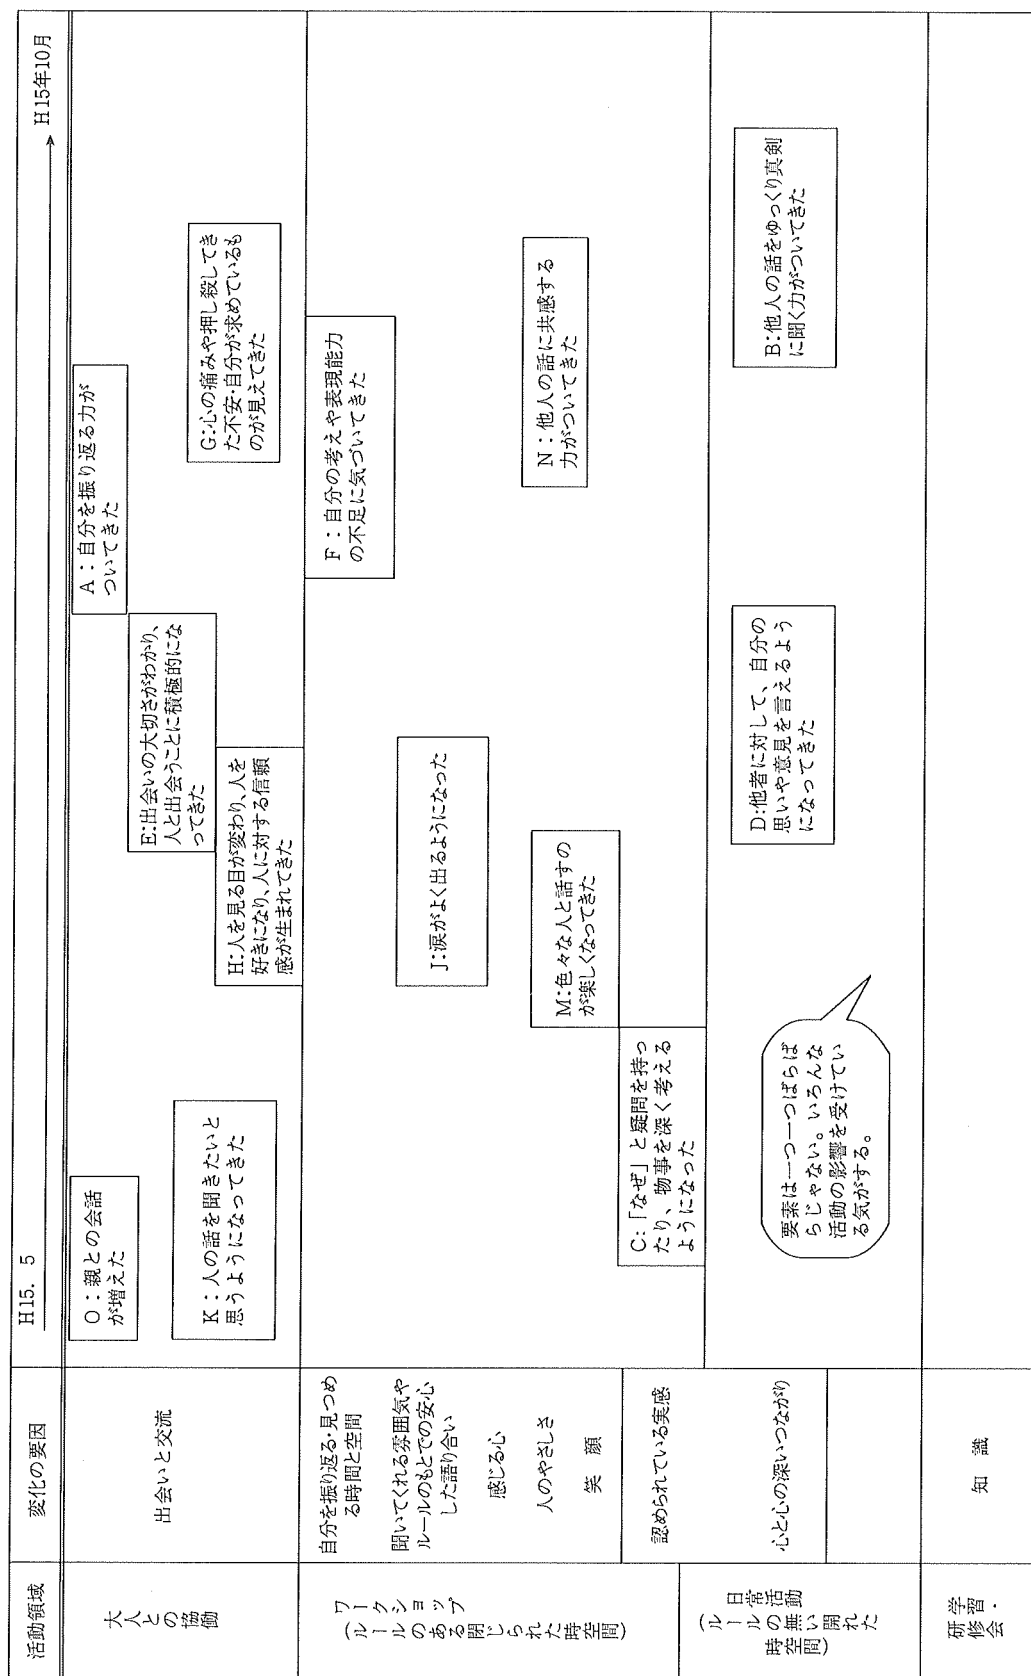 活動領域
変化の要因
H15. 5
H15年10月
大人との協働
出会いと交流
O：親との会話
が増えた
K：人の話を聞きたいと
思うようになってきた
A：自分を振り返る力が
ついてきた
E:出会いの大切さがわかり、
人と出会うことに積極的にな
ってきた
H:人を見る目が変わり、人を
好きになり、人に対する信頼
感が生まれてきた
G:心の痛みや押し殺してき
た不安・自分が求めているも
のが見えてきた
ワークショップ
(ルールのある閉じられた時空間)
自分を振り返る・見つめ
る時間と空間
聞いてくれる雰囲気や
ルールのもとでの安心
した語り合い
感じる心
人のやさしさ
笑　顔
F：自分の考えや表現能力
の不足に気づいてきた
J:涙がよく出るようになった
N：他人の話に共感する
力がついてきた
M:色々な人と話すの
が楽しくなってきた
C:「なぜ」と疑問を持っ
たり、物事を深く考える
ようになった
日常活動
(ルールの無い開れた
時空間)
認められている実感
心と心の深いつながり
D:他者に対して、自分の
思いや意見を言えるよう
になってきた
B:他人の話をゆっくり真剣
に聞く力がついてきた
要素は一つ一つばらば
らじゃない。いろんな
活動の影響を受けてい
る気がする。
学習・
研修会
知　識